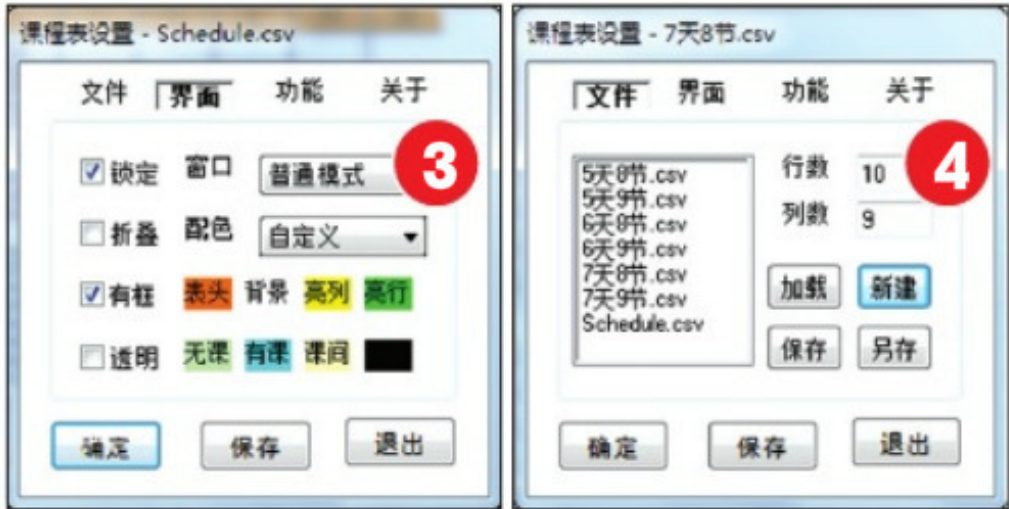 课程表设置 - Schedule.csv
文件 界面 功能 关于
3
锁定 窗口 普通模式
折叠 配色 自定义
有框 表头 背景 亮列 亮行
透明 无课 有课 课间
确定 保存 退出
课程表设置 - 7天8节.csv
文件 界面 功能 关于
4
5天8节.csv
5天9节.csv
6天8节.csv
6天9节.csv
7天8节.csv
7天9节.csv
Schedule.csv
行数 10
列数 9
加载 新建
保存 另存
确定 保存 退出